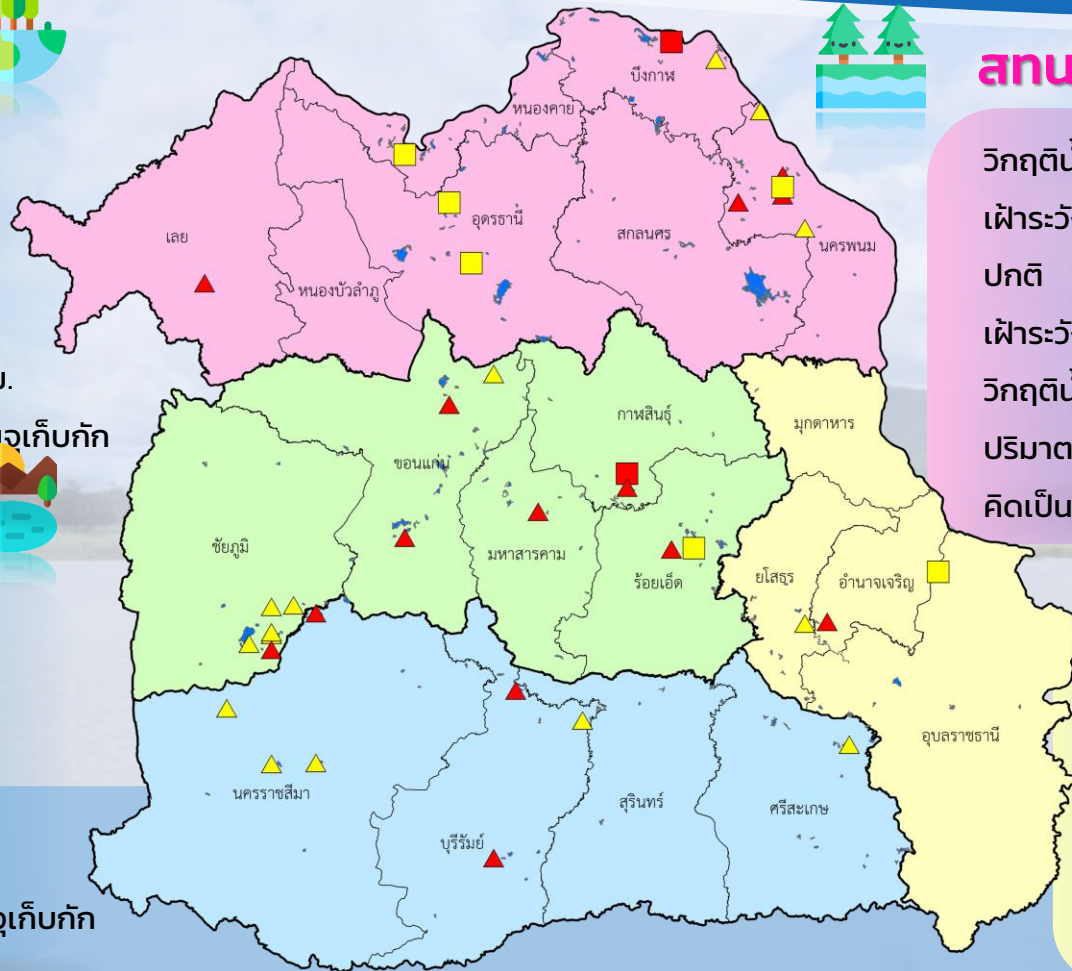 สทน
วิกฤติน้
เฝ้าระวั
ปกติ
เฝ้าระวั
วิกฤติน้
ปริมาต
คิดเป็น
ม.
จุเก็บกัก
จุเก็บกัก
บึงกาฬ
หนองคาย
อุดรธานี
สกลนคร
นครพนม
เลย
หนองบัวลำภู
กาฬสินธุ์
มุกดาหาร
ขอนแก่น
ชัยภูมิ
มหาสารคาม
ร้อยเอ็ด
ยโสธร
อำนาจเจริญ
อุบลราชธานี
นครราชสีมา
บุรีรัมย์
สุรินทร์
ศรีสะเกษ